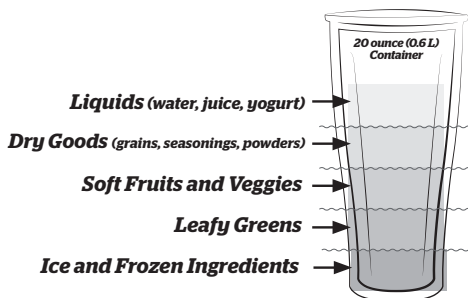 20 ounce (0.6 L)
Container
Liquids (water, juice, yogurt)
Dry Goods (grains, seasonings, powders)
Soft Fruits and Veggies
Leafy Greens
Ice and Frozen Ingredients